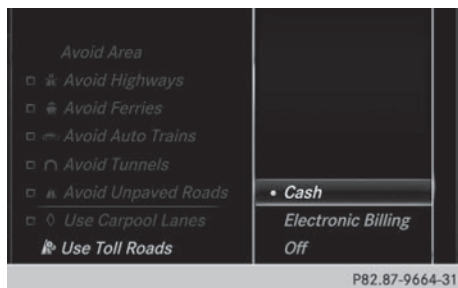 Avoid Area
Avoid Highways
Avoid Ferries
Avoid Auto Trains
Avoid Tunnels
Avoid Unpaved Roads
Use Carpool Lanes
Use Toll Roads
• Cash
Electronic Billing
Off
P82.87-9664-31